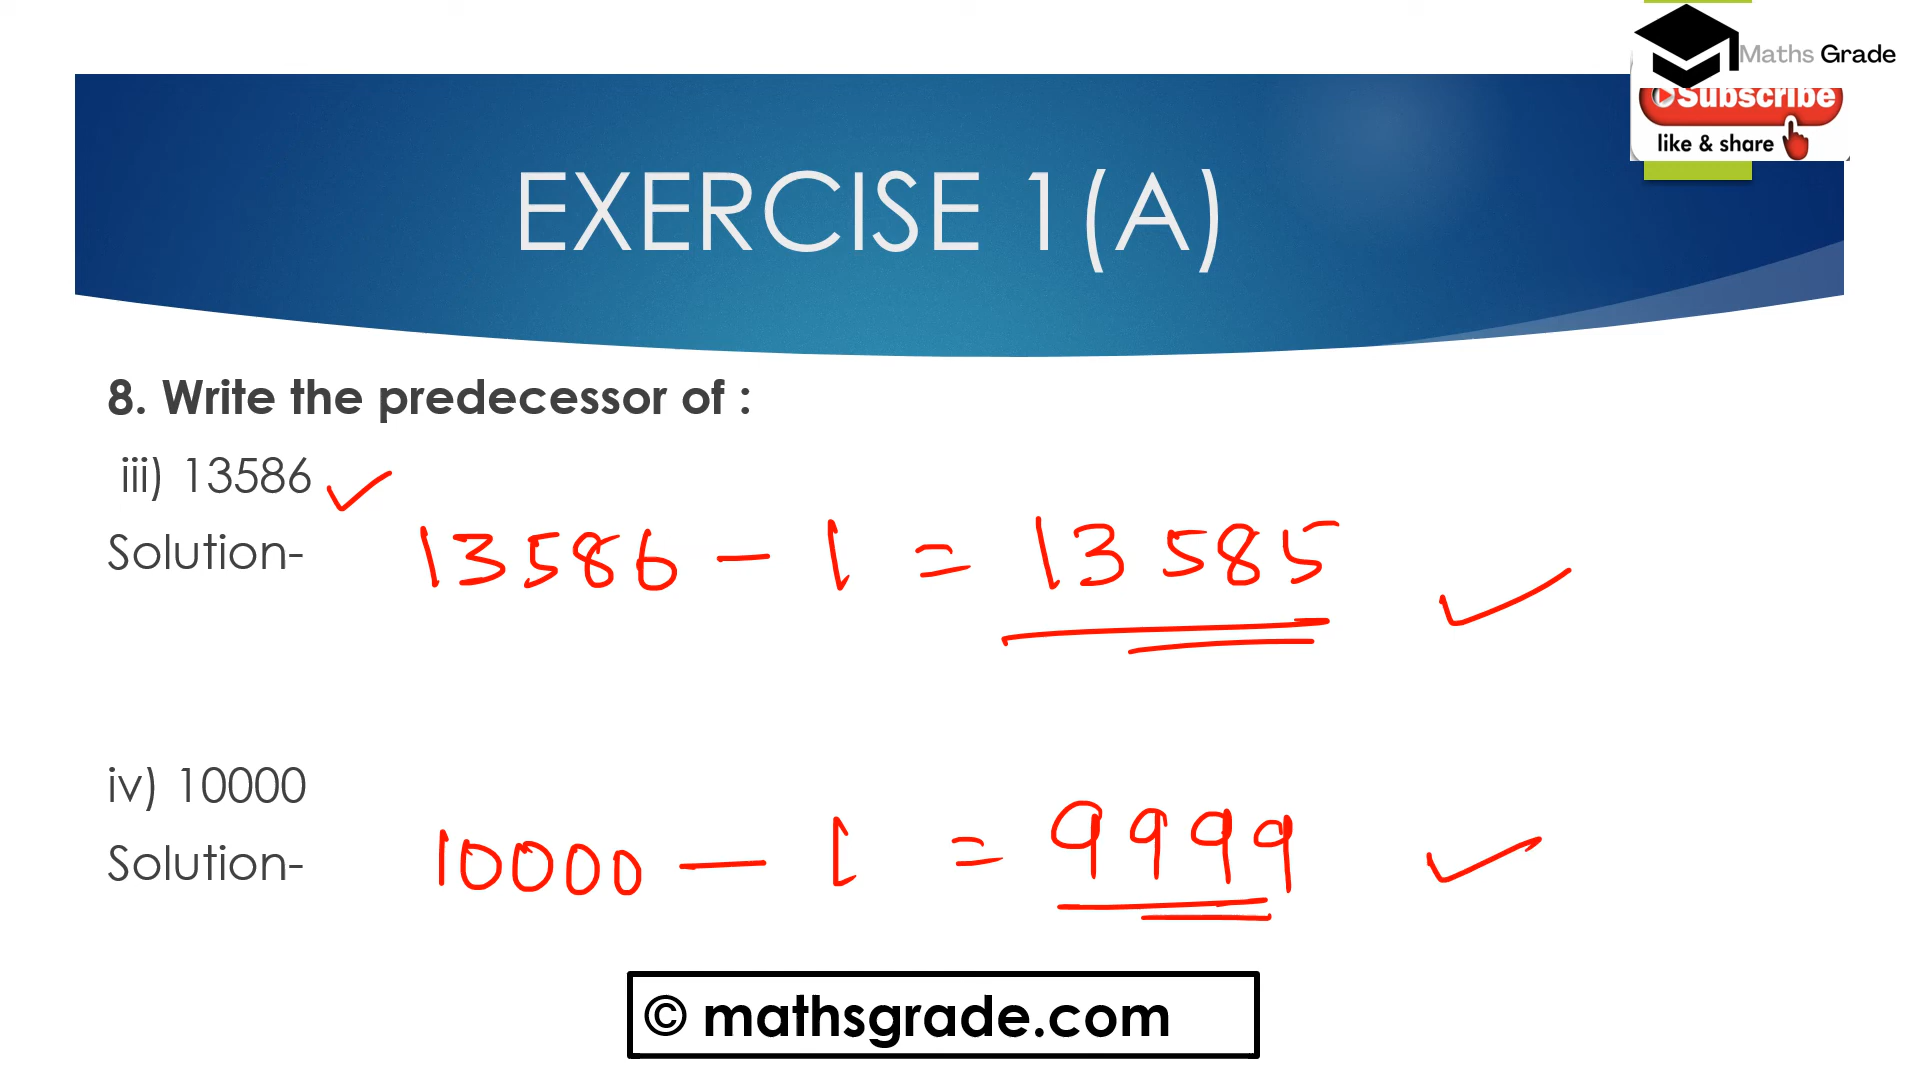 Maths Grade
Subscribe
like & share
EXERCISE 1(A)
8. Write the predecessor of :
iii) 13586
Solution- 13586 - 1 = 13585
iv) 10000
Solution- 10000 - 1 = 9999
© mathsgrade.com